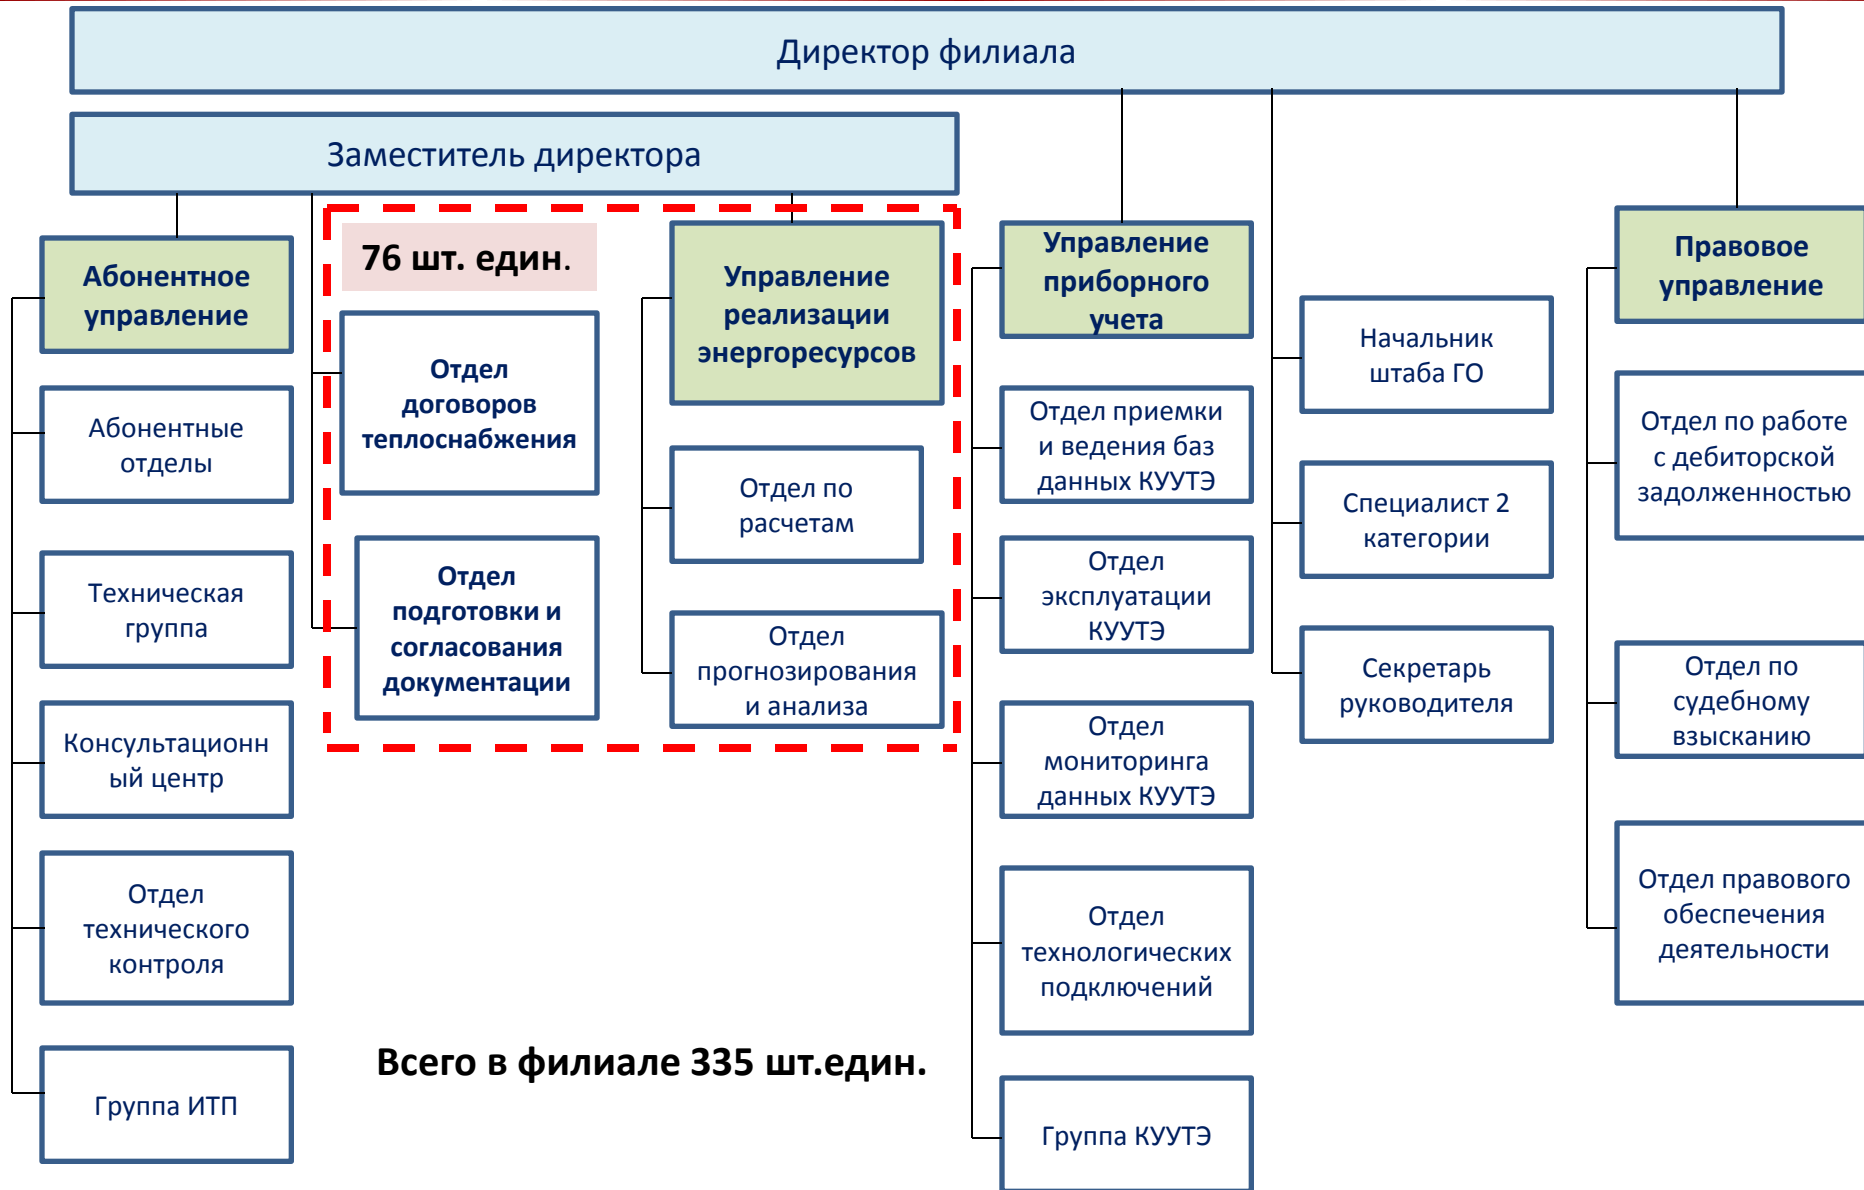 Директор филиала
Заместитель директора
Абонентное
управление
Абонентные
отделы
Техническая
группа
Консультационн
ый центр
Отдел
технического
контроля
Группа ИТП
76 шт. един.
Отдел
договоров
теплоснабжения
Отдел
подготовки и
согласования
документации
Управление
реализации
энергоресурсов
Отдел по
расчетам
Отдел
прогнозирования
и анализа
Управление
приборного
учета
Отдел приемки
и ведения баз
данных КУУТЭ
Отдел
эксплуатации
КУУТЭ
Отдел
мониторинга
данных КУУТЭ
Отдел
технологических
подключений
Группа КУУТЭ
Начальник
штаба ГО
Специалист 2
категории
Секретарь
руководителя
Правовое
управление
Отдел по работе
с дебиторской
задолженностью
Отдел по
судебному
взысканию
Отдел правового
обеспечения
деятельности
Всего в филиале 335 шт.един.